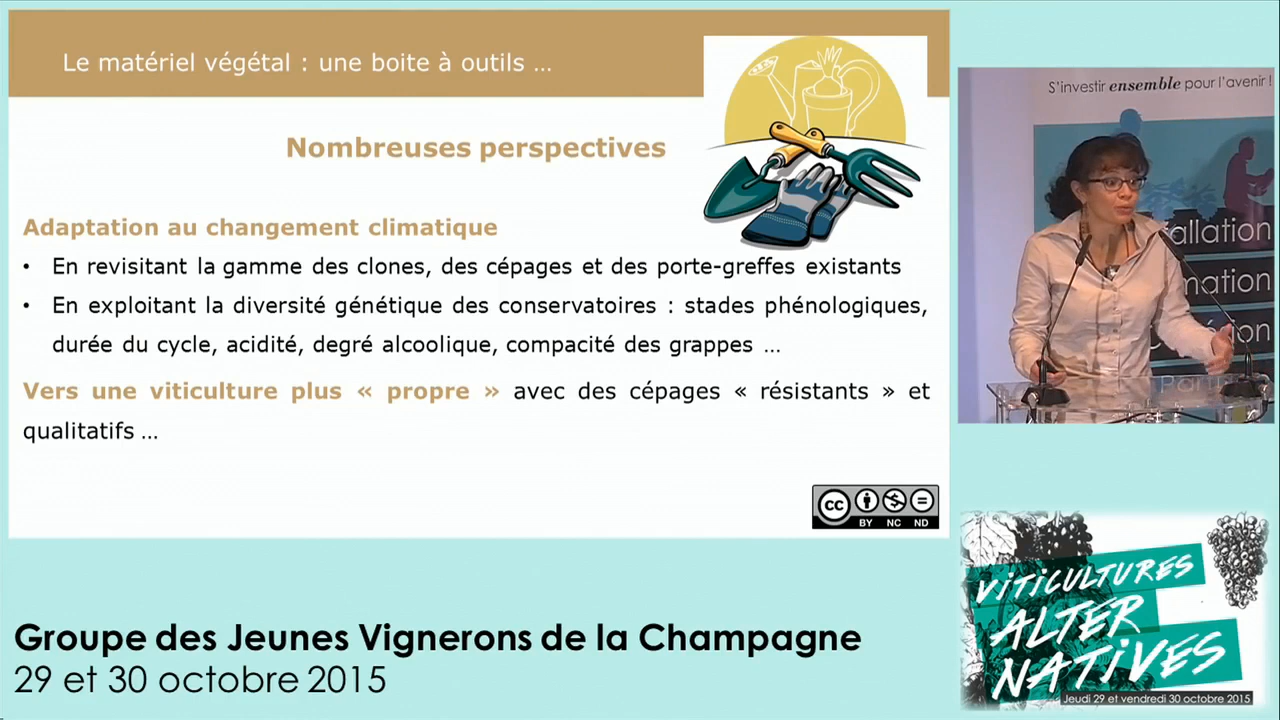 Le matériel végétal : une boite à outils ...
Nombreuses perspectives
Adaptation au changement climatique
• En revisitant la gamme des clones, des cépages et des porte-greffes existants
• En exploitant la diversité génétique des conservatoires : stades phénologiques,
durée du cycle, acidité, degré alcoolique, compacité des grappes ...
Vers une viticulture plus « propre » avec des cépages « résistants » et
qualitatifs ...
cc
BY NC ND
S'investir ensemble pour l'avenir !
allation
mation
ion
Groupe des Jeunes Vignerons de la Champagne
29 et 30 octobre 2015
VITICULTURES
ALTER
NATIVES
Jeudi 29 et vendredi 30 octobre 2015